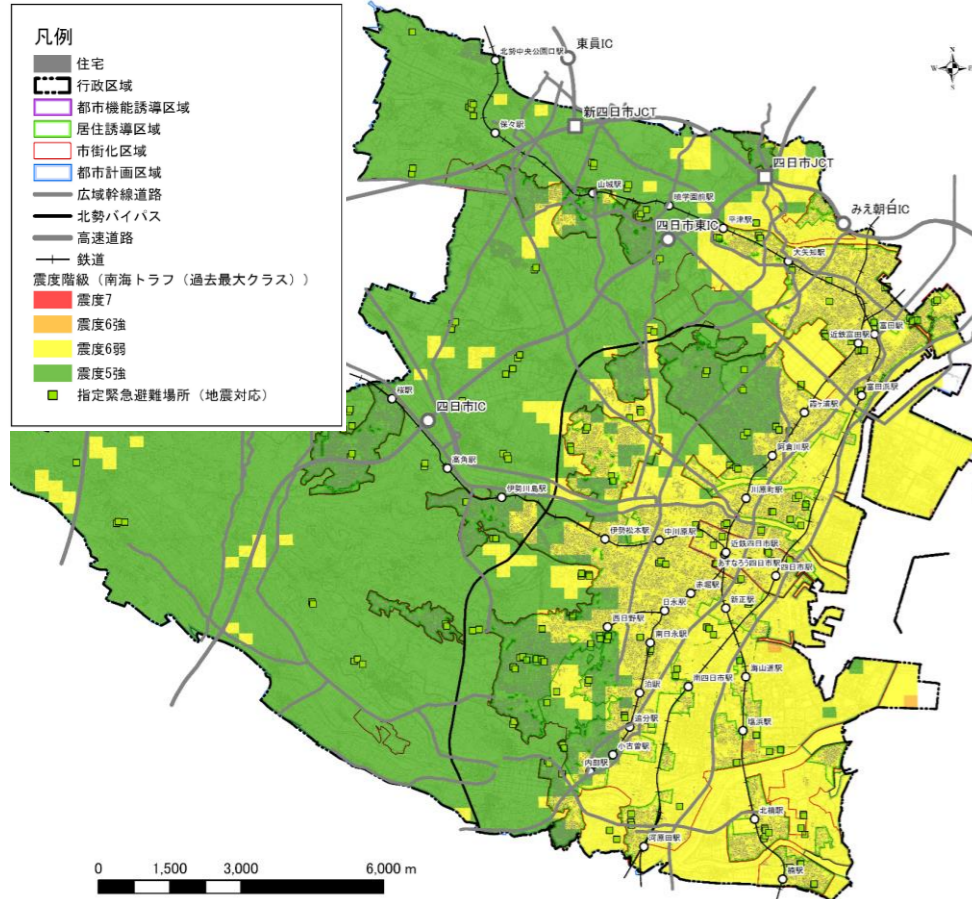 凡例
住宅
行政区域
都市機能誘導区域
居住誘導区域
市街化区域
都市計画区域
広域幹線道路
北勢バイパス
高速道路
鉄道
震度階級（南海トラフ（過去最大クラス））
震度7
震度6強
震度6弱
震度5強
指定緊急避難場所（地震対応）
N
W
E
S
東員IC
北勢中央公園口駅
新四日市JCT
保々駅
四日市JCT
山城駅
暁学園前駅
みえ朝日IC
平津駅
四日市東IC
大矢知駅
富田駅
近鉄富田駅
富田浜駅
桜駅
霞ヶ浦駅
四日市IC
阿倉川駅
高角駅
伊勢川島駅
川原町駅
伊勢松本駅
中川原駅
近鉄四日市駅
あすなろう四日市駅
四日市駅
赤堀駅
日永駅
新正駅
西日野駅
南日永駅
海山道駅
泊駅
南四日市駅
追分駅
塩浜駅
小古曽駅
内部駅
北楠駅
河原田駅
楠駅
0 1,500 3,000 6,000 m